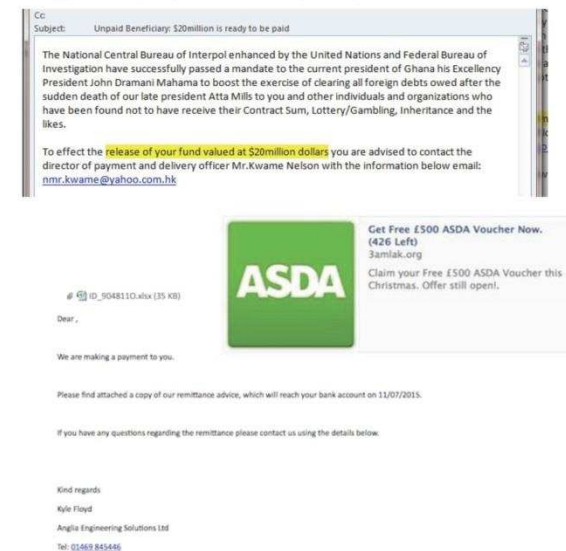 Cc:
Subject: Unpaid Beneficiary: $20million is ready to be paid
The National Central Bureau of Interpol enhanced by the United Nations and Federal Bureau of
Investigation have successfully passed a mandate to the current president of Ghana his Excellency
President John Dramani Mahama to boost the exercise of clearing all foreign debts owed after the
sudden death of our late president Atta Mills to you and other individuals and organizations who
have been found not to have receive their Contract Sum, Lottery/Gambling, Inheritance and the
likes.
To effect the release of your fund valued at $20million dollars you are advised to contact the
director of payment and delivery officer Mr.Kwame Nelson with the information below email:
nmr.kwame@yahoo.com.hk
ASDA
Get Free £500 ASDA Voucher Now.
(426 Left)
3amlak.org
Claim your Free £500 ASDA Voucher this
Christmas. Offer still open!.
ID_904811O.xlsx (35 KB)
Dear ,
We are making a payment to you.
Please find attached a copy of our remittance advice, which will reach your bank account on 11/07/2015.
If you have any questions regarding the remittance please contact us using the details below.
Kind regards
Kyle Floyd
Anglia Engineering Solutions Ltd
Tel: 01469 845446